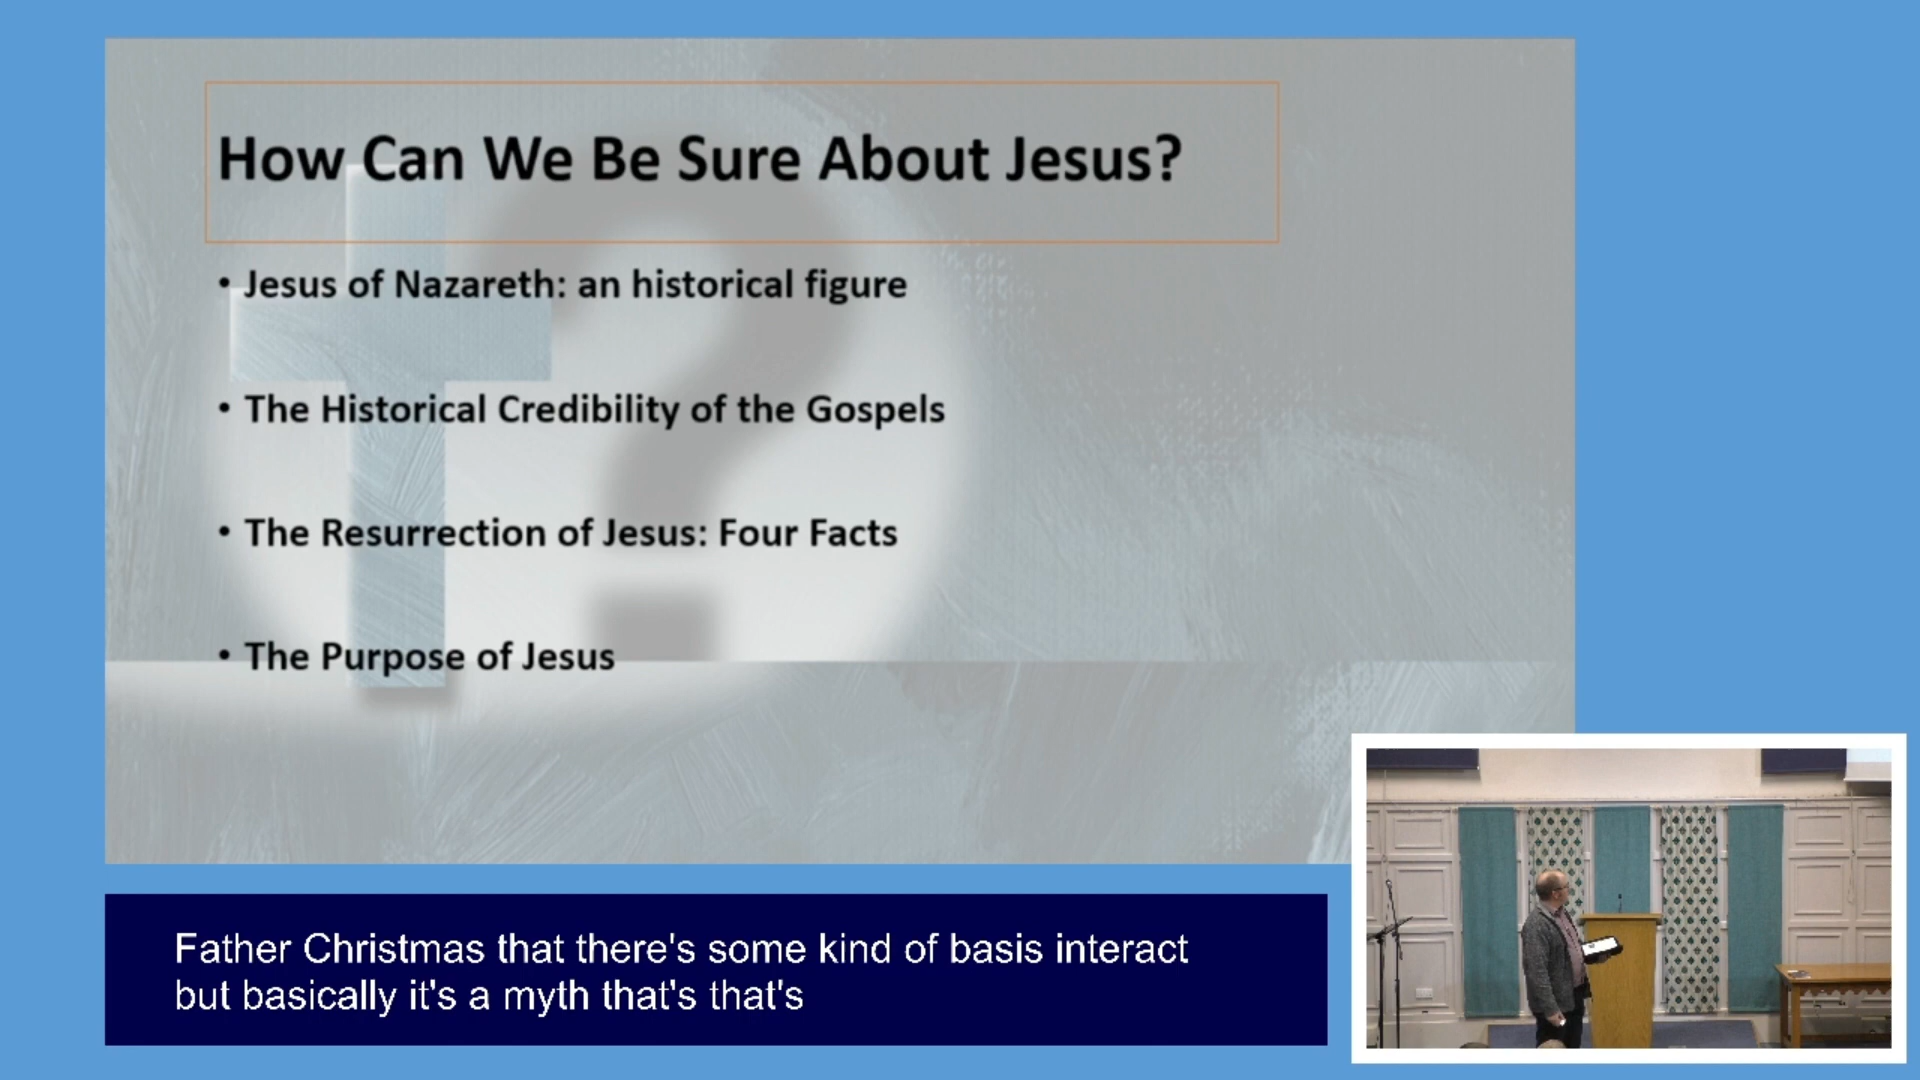 How Can We Be Sure About Jesus?
• Jesus of Nazareth: an historical figure
• The Historical Credibility of the Gospels
• The Resurrection of Jesus: Four Facts
• The Purpose of Jesus
Father Christmas that there's some kind of basis interact
but basically it's a myth that's that's